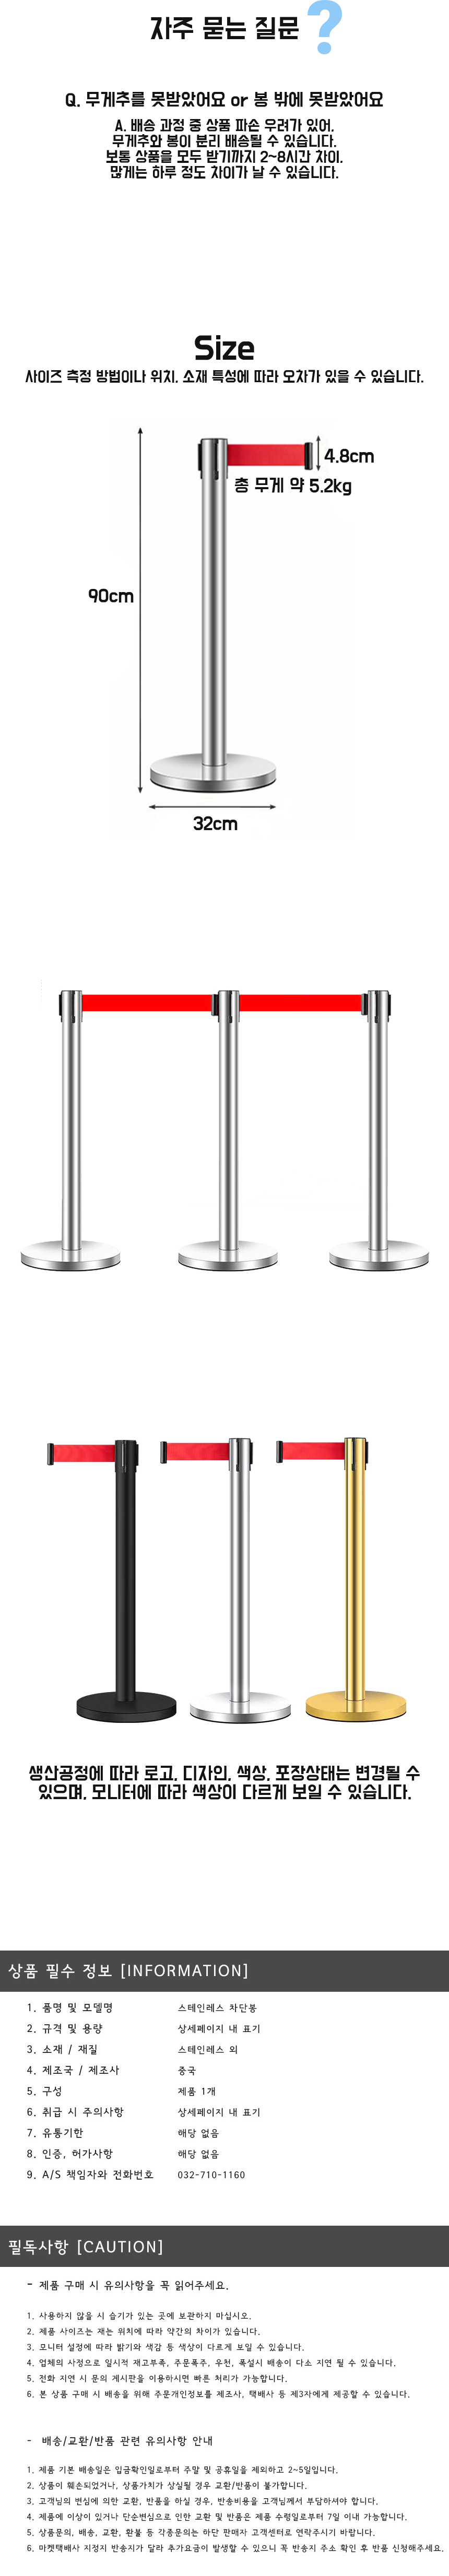 자주 묻는 질문?
Q. 무게추를 못받았어요 or 봉 밖에 못받았어요
A. 배송 과정 중 상품 파손 우려가 있어,
무게추와 봉이 분리 배송될 수 있습니다.
보통 상품을 모두 받기까지 2~8시간 차이,
많게는 하루 정도 차이가 날 수 있습니다.
Size
사이즈 측정 방법이나 위치, 소재 특성에 따라 오차가 있을 수 있습니다.
4.8cm
총 무게 약 5.2kg
90cm
32cm
생산공정에 따라 로고, 디자인, 색상, 포장상태는 변경될 수
있으며, 모니터에 따라 색상이 다르게 보일 수 있습니다.
상품 필수 정보 [INFORMATION]
1. 품명 및 모델명 스테인레스 차단봉
2. 규격 및 용량 상세페이지 내 표기
3. 소재 / 재질 스테인레스 외
4. 제조국 / 제조사 중국
5. 구성 제품 1개
6. 취급 시 주의사항 상세페이지 내 표기
7. 유통기한 해당 없음
8. 인증, 허가사항 해당 없음
9. A/S 책임자와 전화번호 032-710-1160
필독사항 [CAUTION]
- 제품 구매 시 유의사항을 꼭 읽어주세요.
1. 사용하지 않을 시 습기가 있는 곳에 보관하지 마십시오.
2. 제품 사이즈는 재는 위치에 따라 약간의 차이가 있습니다.
3. 모니터 설정에 따라 밝기와 색감 등 색상이 다르게 보일 수 있습니다.
4. 업체의 사정으로 일시적 재고부족, 주문폭주, 우천, 폭설시 배송이 다소 지연 될 수 있습니다.
5. 전화 지연 시 문의 게시판을 이용하시면 빠른 처리가 가능합니다.
6. 본 상품 구매 시 배송을 위해 주문개인정보를 제조사, 택배사 등 제3자에게 제공할 수 있습니다.
- 배송/교환/반품 관련 유의사항 안내
1. 제품 기본 배송일은 입금확인일로부터 주말 및 공휴일을 제외하고 2~5일입니다.
2. 상품이 훼손되었거나, 상품가치가 상실될 경우 교환/반품이 불가합니다.
3. 고객님의 변심에 의한 교환, 반품을 하실 경우, 반송비용을 고객님께서 부담하셔야 합니다.
4. 제품에 이상이 있거나 단순변심으로 인한 교환 및 반품은 제품 수령일로부터 7일 이내 가능합니다.
5. 상품문의, 배송, 교환, 환불 등 각종문의는 하단 판매자 고객센터로 연락주시기 바랍니다.
6. 마켓택배사 지정지 반송지가 달라 추가요금이 발생할 수 있으니 꼭 반송지 주소 확인 후 반품 신청해주세요.